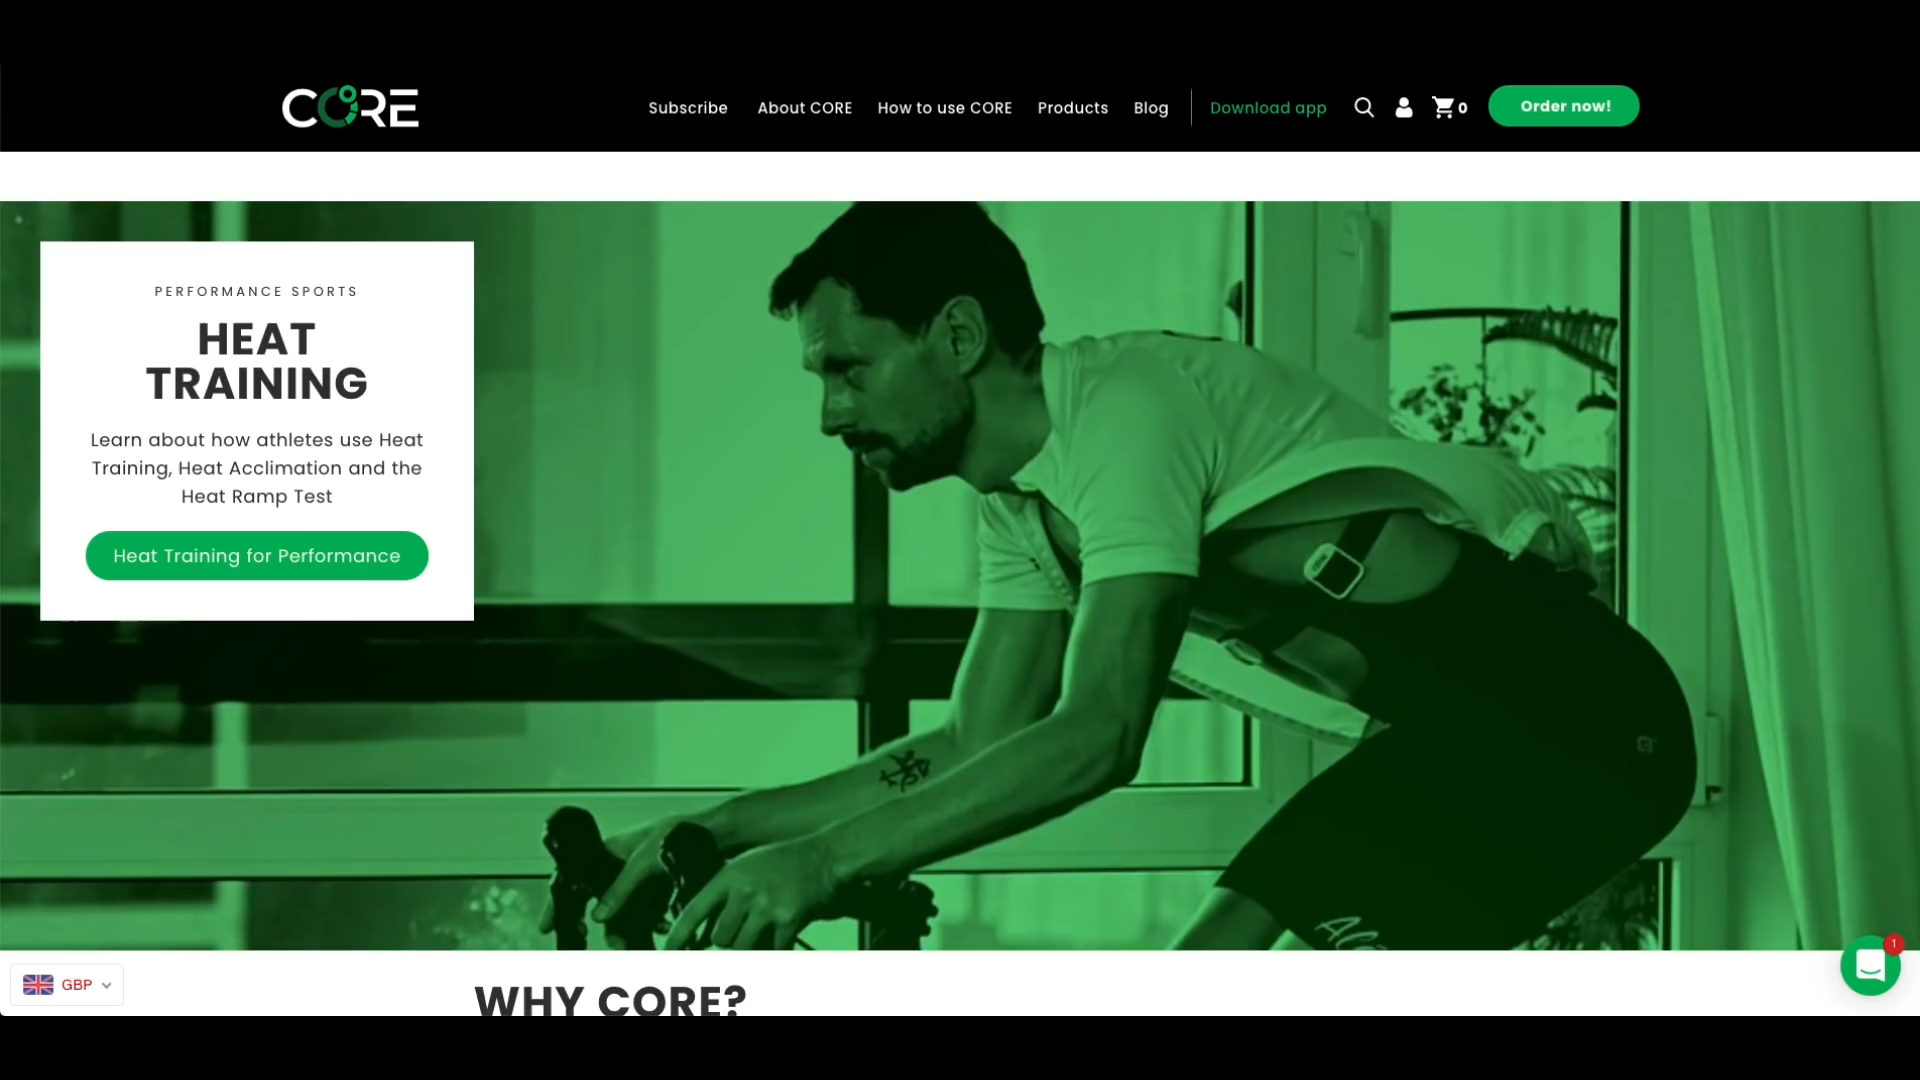 CORE
Subscribe
About CORE
How to use CORE
Products
Blog
Download app
0
Order now!
PERFORMANCE SPORTS
HEAT
TRAINING
Learn about how athletes use Heat
Training, Heat Acclimation and the
Heat Ramp Test
Heat Training for Performance
1
GBP
WHY CORE?